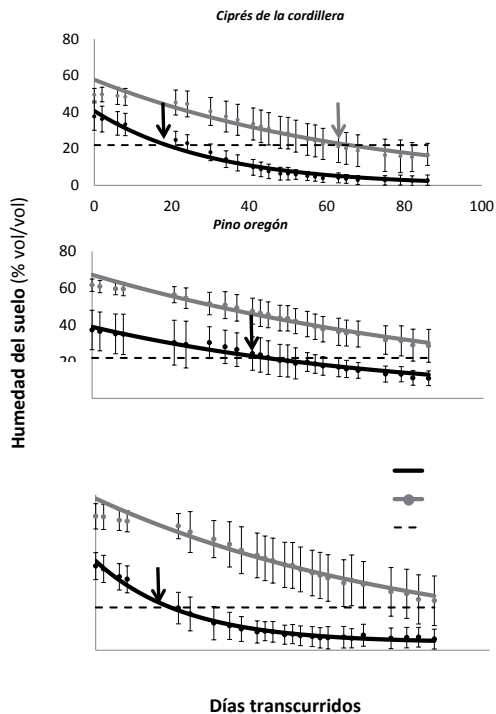 Ciprés de la cordillera
80
60
40
20
0
0 20 40 60 80 100
Pino oregón
80
60
40
20
Humedad del suelo (% vol/vol)
Días transcurridos